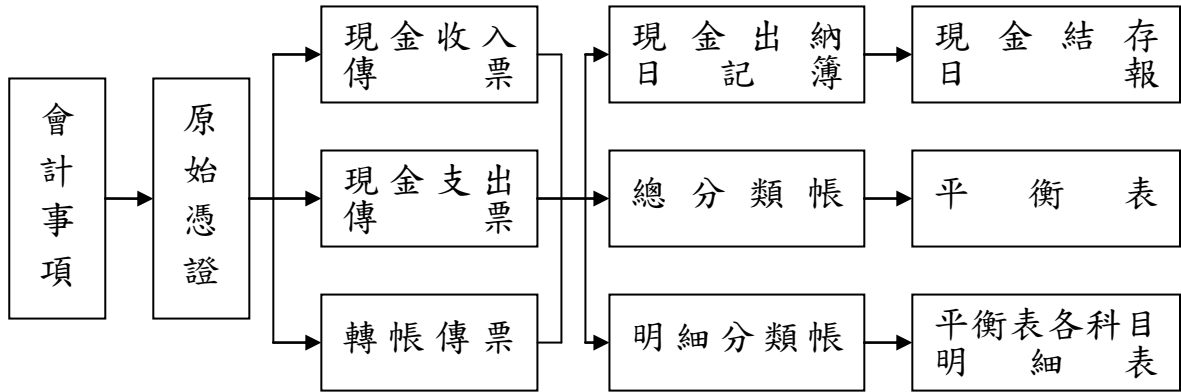 會計事項
原始憑證
現金收入
傳票
現金支出
傳票
轉帳傳票
現金出納
日記簿
總分類帳
明細分類帳
現金結存
日報
平衡表
平衡表各科目
明細表